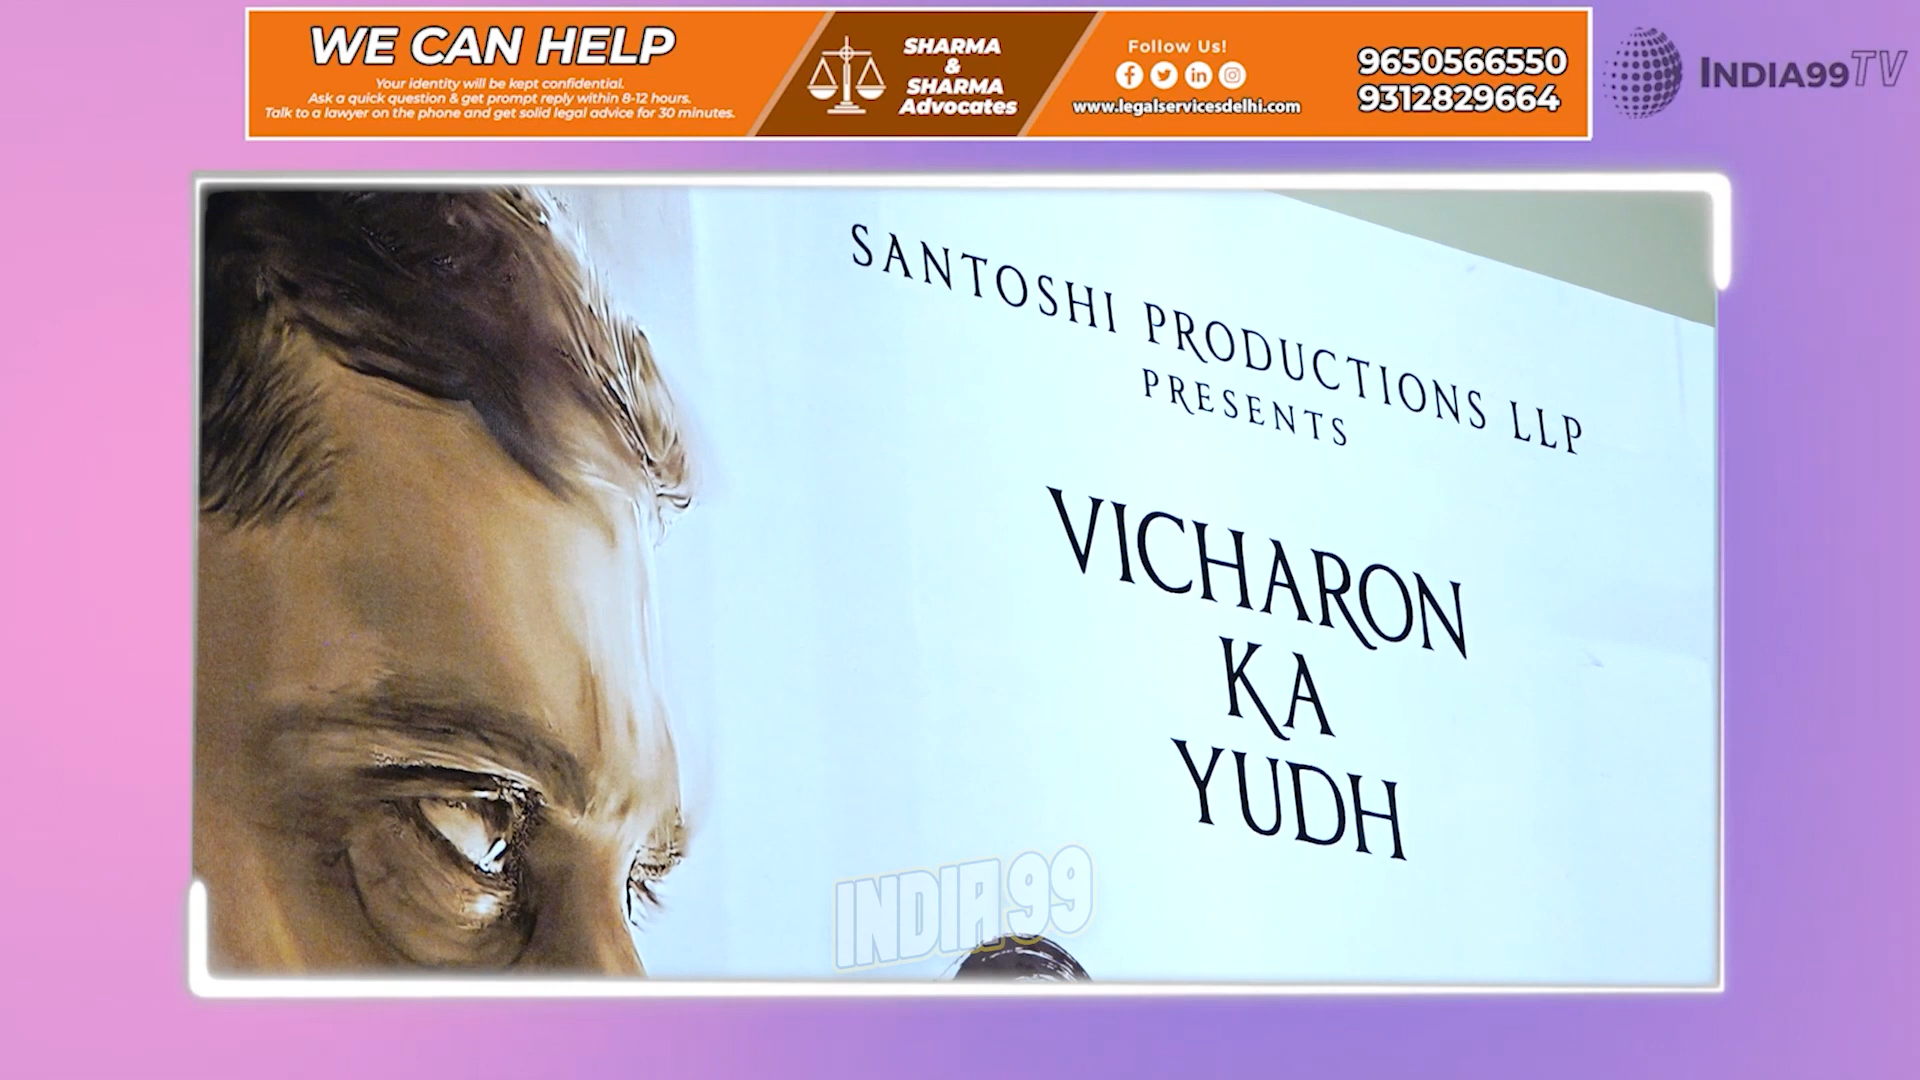 WE CAN HELP
Your identity will be kept confidential.
Ask a quick question & get prompt reply within 8-12 hours.
Talk to a lawyer on the phone and get solid legal advice for 30 minutes.
SHARMA
&
SHARMA
Advocates
Follow Us!
www.legalservicesdelhi.com
9650566550
9312829664
INDIA99TV
SANTOSHI PRODUCTIONS LLP
PRESENTS
VICHARON
KA
YUDH
INDIA99